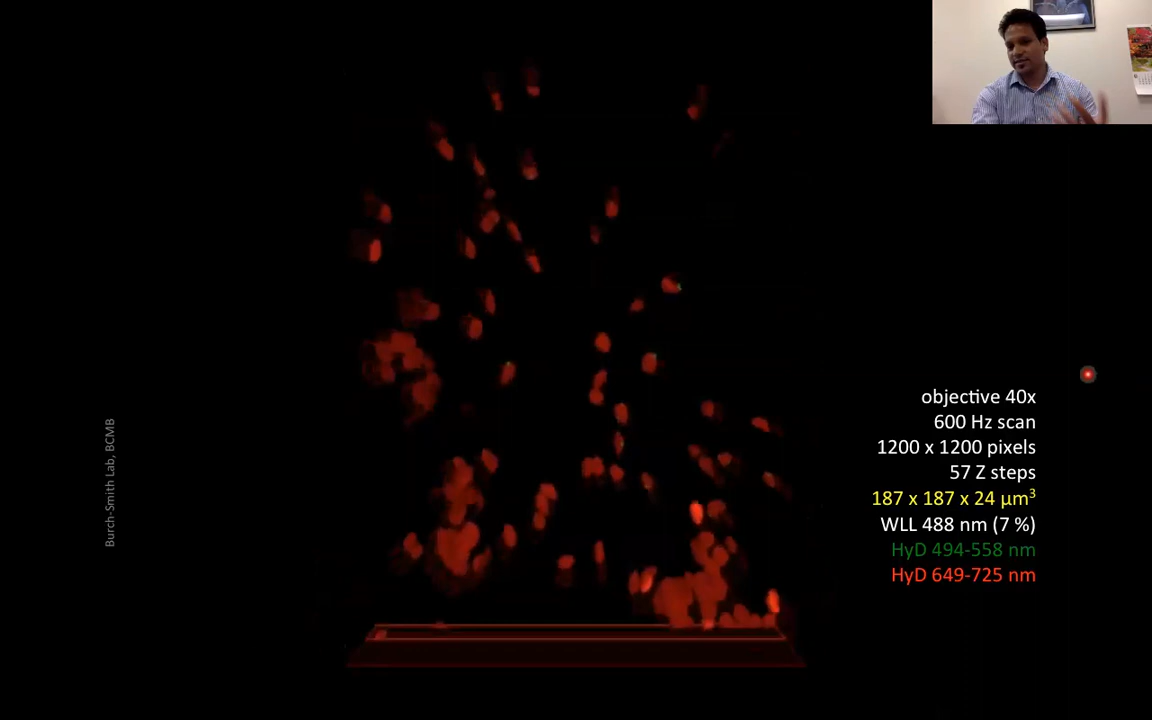 Burch-Smith Lab, BCMB
objective 40x
600 Hz scan
1200 x 1200 pixels
57 Z steps
187 x 187 x 24 µm³
WLL 488 nm (7 %)
HyD 494-558 nm
HyD 649-725 nm